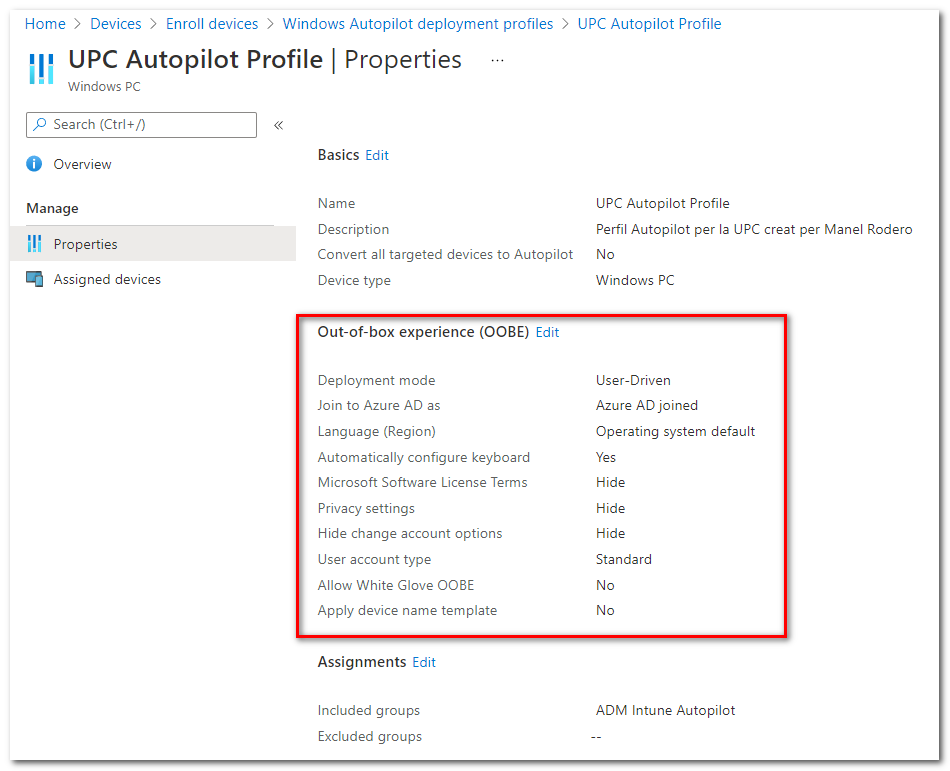 Home > Devices > Enroll devices > Windows Autopilot deployment profiles > UPC Autopilot Profile
UPC Autopilot Profile | Properties ...
Windows PC
Search (Ctrl+/) «
Overview
Manage
Properties
Assigned devices
Basics Edit
Name UPC Autopilot Profile
Description Perfil Autopilot per la UPC creat per Manel Rodero
Convert all targeted devices to Autopilot No
Device type Windows PC
Out-of-box experience (OOBE) Edit
Deployment mode User-Driven
Join to Azure AD as Azure AD joined
Language (Region) Operating system default
Automatically configure keyboard Yes
Microsoft Software License Terms Hide
Privacy settings Hide
Hide change account options Hide
User account type Standard
Allow White Glove OOBE No
Apply device name template No
Assignments Edit
Included groups ADM Intune Autopilot
Excluded groups --